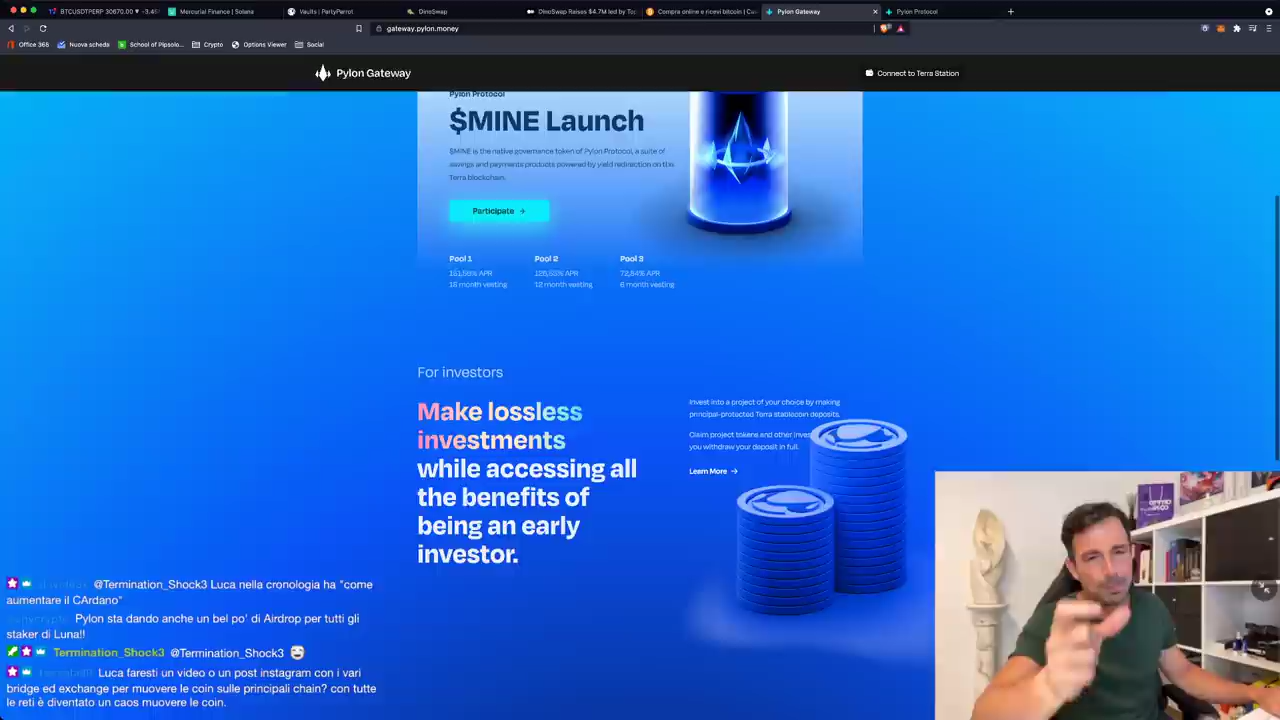 BTCUSDTPERP 30670.00 ▼ -3.45%
Mercurial Finance | Solana
Vaults | PartyParrot
DinoSwap
DinoSwap Raises $4.7M led by Top
Compra online e ricevi bitcoin | Cu
Pylon Gateway
Pylon Protocol
gateway.pylon.money
Office 365
Nuova scheda
School of Pipsolo...
Crypto
Options Viewer
Social
Pylon Gateway
Connect to Terra Station
Pylon Protocol
$MINE Launch
$MINE is the native governance token of Pylon Protocol, a suite of
savings and payments products powered by yield redirection on the
Terra blockchain.
Participate →
Pool 1
Pool 2
Pool 3
APR
APR
72,84% APR
18 month vesting
12 month vesting
6 month vesting
For investors
Make lossless
investments
while accessing all
the benefits of
being an early
investor.
Invest into a project of your choice by making
principal-protected Terra stablecoin deposits.
Claim project tokens and other inves
you withdraw your deposit in full.
Learn More →
@Termination_Shock3 Luca nella cronologia ha "come
aumentare il CArdano"
Pylon sta dando anche un bel po' di Airdrop per tutti gli
staker di Luna!!
Termination_Shock3 @Termination_Shock3
Luca faresti un video o un post instagram con i vari
bridge ed exchange per muovere le coin sulle principali chain? con tutte
le reti è diventato un caos muovere le coin.